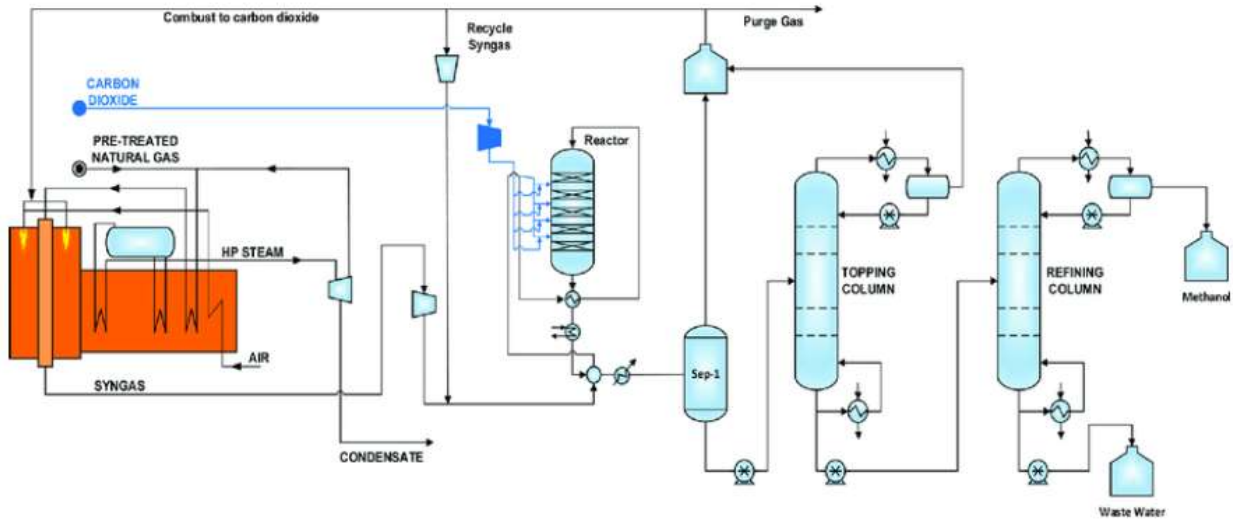 Combust to carbon dioxide
Purge Gas
Recycle
Syngas
CARBON
DIOXIDE
PRE-TREATED
NATURAL GAS
Reactor
HP STEAM
TOPPING
COLUMN
REFINING
COLUMN
Methanol
AIR
SYNGAS
Sep-1
CONDENSATE
Waste Water